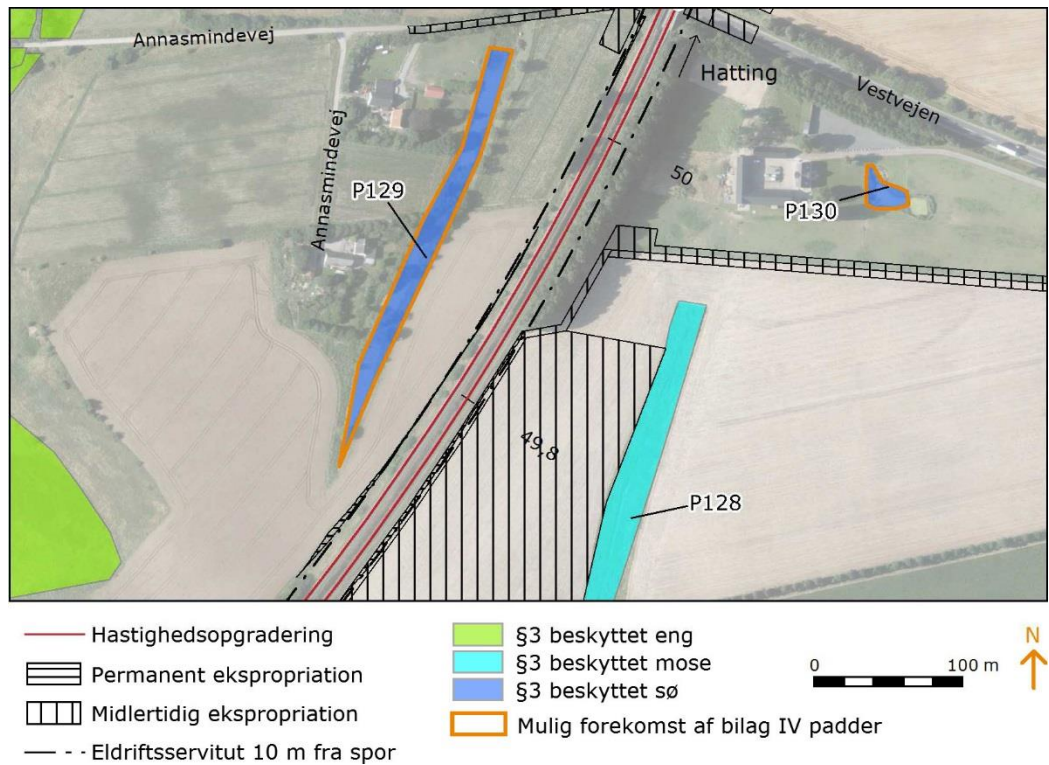 Annasmindevej
Hatting
Vestvejen
Annasmindevej
P129
50
P130
49,8
P128
Hastighedsopgradering
Permanent ekspropriation
Midlertidig ekspropriation
Eldriftsservitut 10 m fra spor
§3 beskyttet eng
§3 beskyttet mose
§3 beskyttet sø
Mulig forekomst af bilag IV padder
0 100 m
N